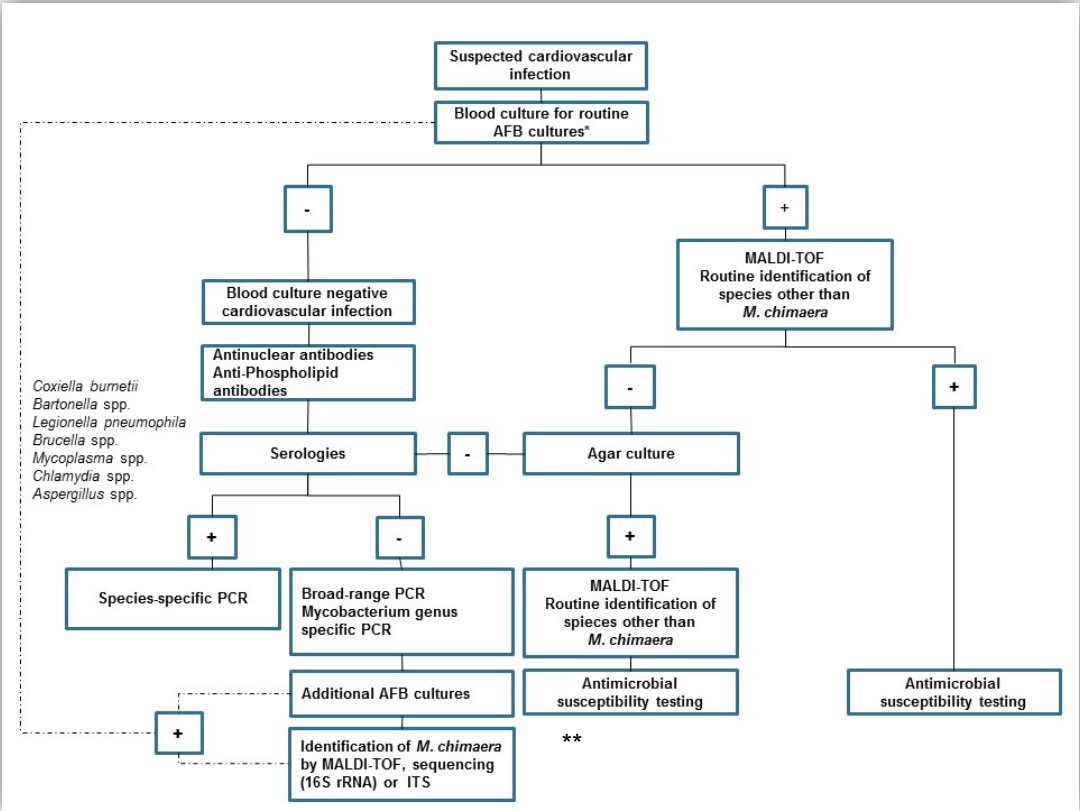 Suspected cardiovascular
infection
Blood culture for routine
AFB cultures*
-
+
MALDI-TOF
Routine identification of
species other than
M. chimaera
Blood culture negative
cardiovascular infection
Antinuclear antibodies
Anti-Phospholipid
antibodies
-
+
Coxiella burnetii
Bartonella spp.
Legionella pneumophila
Brucella spp.
Mycoplasma spp.
Chlamydia spp.
Aspergillus spp.
Serologies
-
Agar culture
+
-
+
Species-specific PCR
Broad-range PCR
Mycobacterium genus
specific PCR
MALDI-TOF
Routine identification of
spieces other than
M. chimaera
Additional AFB cultures
Antimicrobial
susceptibility testing
Antimicrobial
susceptibility testing
+
Identification of M. chimaera
by MALDI-TOF, sequencing
(16S rRNA) or ITS
**